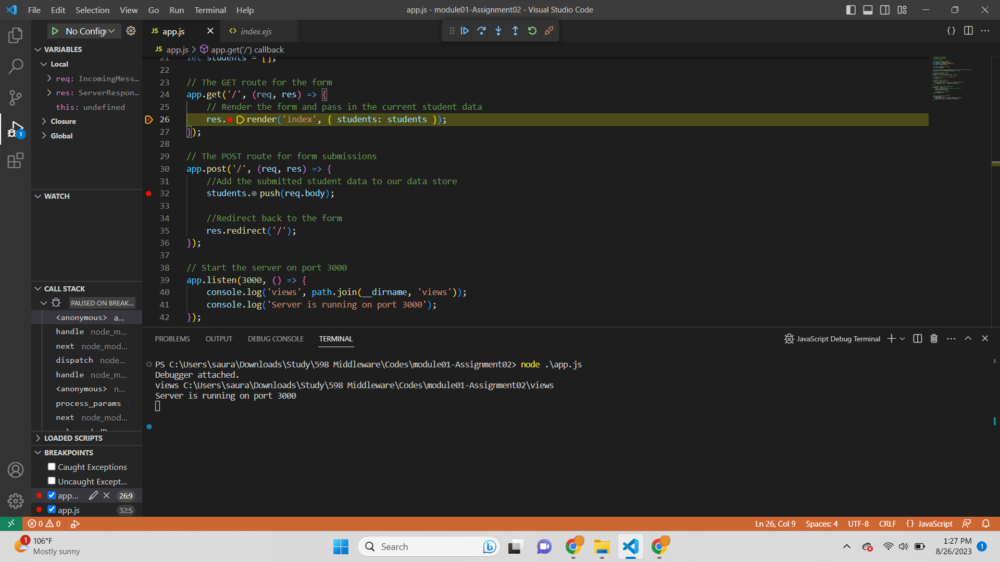 File Edit Selection View Go Run Terminal Help
app.js - module01-Assignment02 - Visual Studio Code
No Config
JS app.js
index.ejs
JS app.js > app.get('/') callback
VARIABLES
Local
req: IncomingMess...
res: ServerRespon...
this: undefined
Closure
Global
WATCH
CALL STACK
PAUSED ON BREAK...
<anonymous> a...
handle node_m...
next node_mod...
dispatch node...
handle node_m...
<anonymous> n...
process_params
next node_mod...
LOADED SCRIPTS
BREAKPOINTS
Caught Exceptions
Uncaught Except...
app... 26:9
app.js 32:5
21 let students = [];
22
23 // The GET route for the form
24 app.get('/', (req, res) => {
25 // Render the form and pass in the current student data
26 res.render('index', { students: students });
27 });
28
29 // The POST route for form submissions
30 app.post('/', (req, res) => {
31 //Add the submitted student data to our data store
32 students.push(req.body);
33
34 //Redirect back to the form
35 res.redirect('/');
36 });
37
38 // Start the server on port 3000
39 app.listen(3000, () => {
40 console.log('views', path.join(__dirname, 'views'));
41 console.log('Server is running on port 3000');
42 });
PROBLEMS OUTPUT DEBUG CONSOLE TERMINAL
JavaScript Debug Terminal
PS C:\Users\saura\Downloads\Study\598 Middleware\Codes\module01-Assignment02> node .\app.js
Debugger attached.
views C:\Users\saura\Downloads\Study\598 Middleware\Codes\module01-Assignment02\views
Server is running on port 3000
1
0 0
Ln 26, Col 9 Spaces: 4 UTF-8 CRLF {} JavaScript
1
106°F
Mostly sunny
Search
1:27 PM
8/26/2023
1